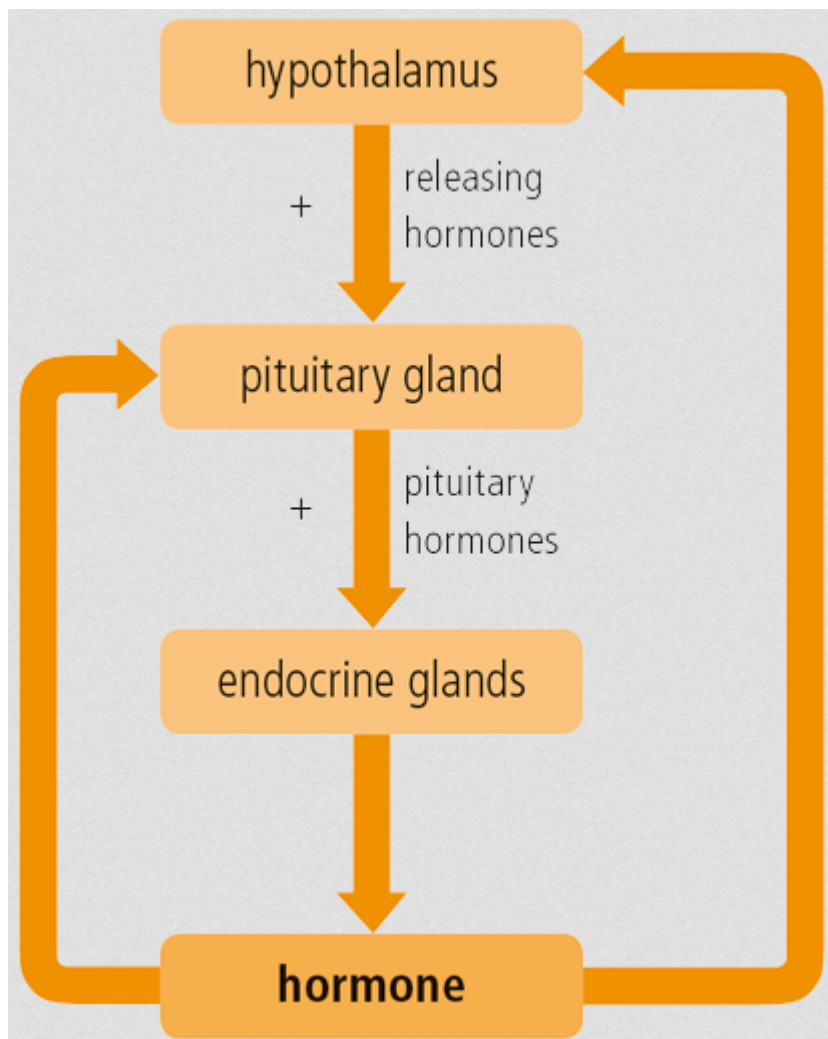 hypothalamus
+
releasing
hormones
pituitary gland
+
pituitary
hormones
endocrine glands
hormone